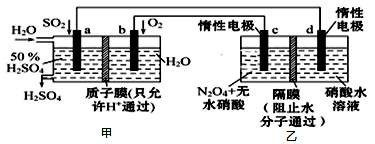 SO₂ a b O₂
H₂O
50 %
H₂SO₄
H₂O
H₂SO₄
质子膜(只允
许H⁺通过)
甲
惰性电极
c d
惰性
电极
N₂O₄+无
水硝酸
隔膜
(阻止水
分子通过)
硝酸水
溶液
乙